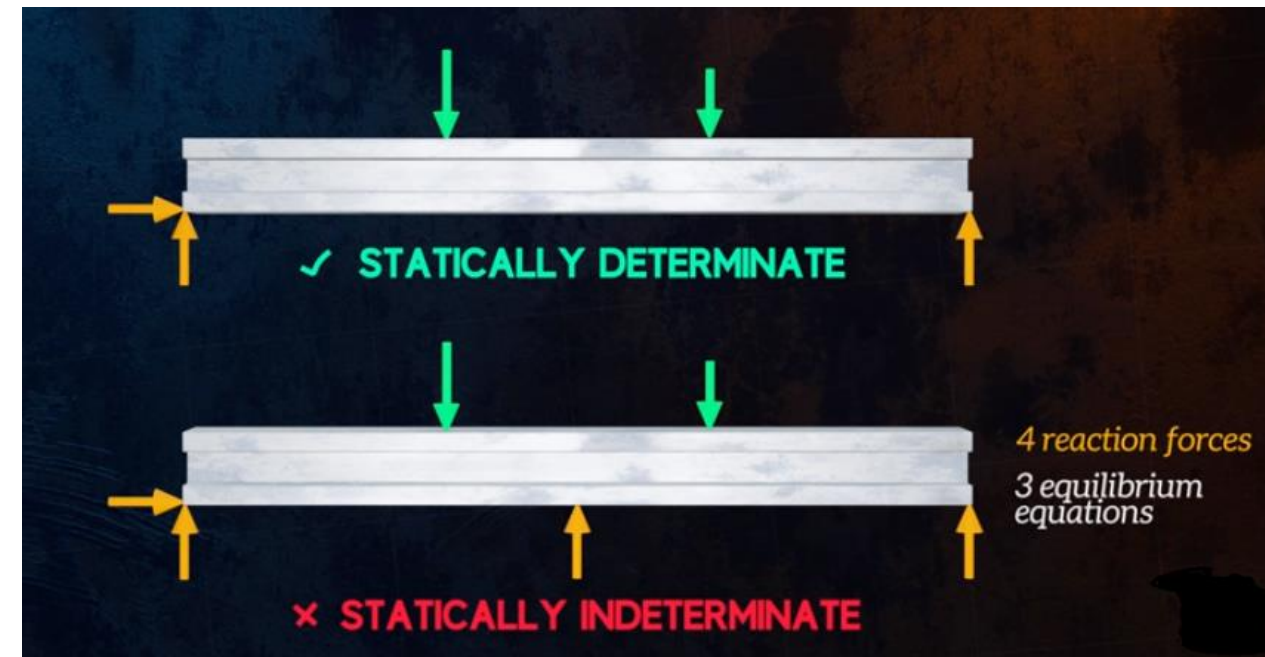 ✓ STATICALLY DETERMINATE
4 reaction forces
3 equilibrium
equations
× STATICALLY INDETERMINATE